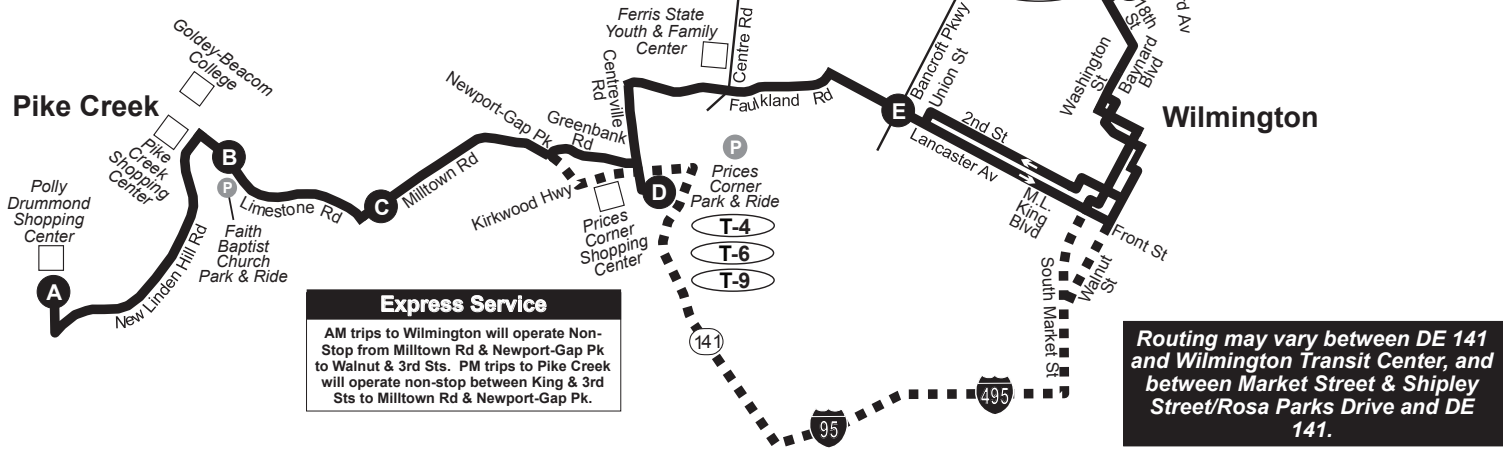 Pike Creek
Goldey-Beacom
College
Pike
Creek
Shopping
Center
Polly
Drummond
Shopping
Center
A
New Linden Hill Rd
B
P
Faith
Baptist
Church
Park & Ride
Limestone Rd
C
Milltown Rd
Newport-Gap Pk
Greenbank
Rd
Kirkwood Hwy
Centreville
Rd
Ferris State
Youth & Family
Center
Centre Rd
Faulkland Rd
D
Prices
Corner
Shopping
Center
P
Prices
Corner
Park & Ride
T-4
T-6
T-9
141
95
495
E
Bancroft Pkwy
Union St
2nd St
Lancaster Av
M.L.
King
Blvd
Washington
St
18th
St
Baynard
Blvd
rd Av
Wilmington
Front St
Walnut
St
South Market St
Express Service
AM trips to Wilmington will operate Non-
Stop from Milltown Rd & Newport-Gap Pk
to Walnut & 3rd Sts. PM trips to Pike Creek
will operate non-stop between King & 3rd
Sts to Milltown Rd & Newport-Gap Pk.
Routing may vary between DE 141
and Wilmington Transit Center, and
between Market Street & Shipley
Street/Rosa Parks Drive and DE
141.